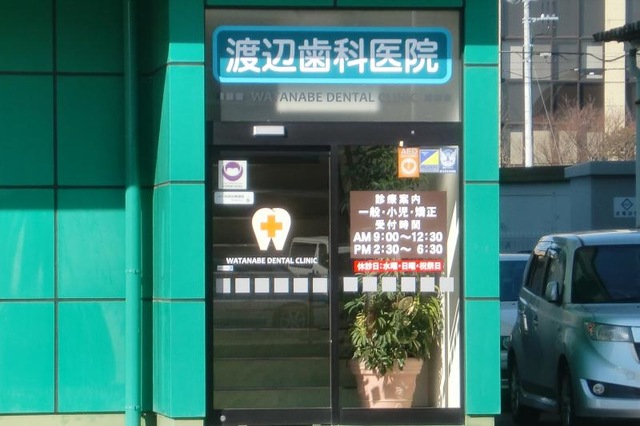 渡辺歯科医院
WATANABE DENTAL CLINIC
AED
診療案内
一般・小児・矯正
受付時間
AM 9:00～12:30
PM 2:30～ 6:30
休診日:水曜・日曜・祝祭日
WATANABE DENTAL CLINIC